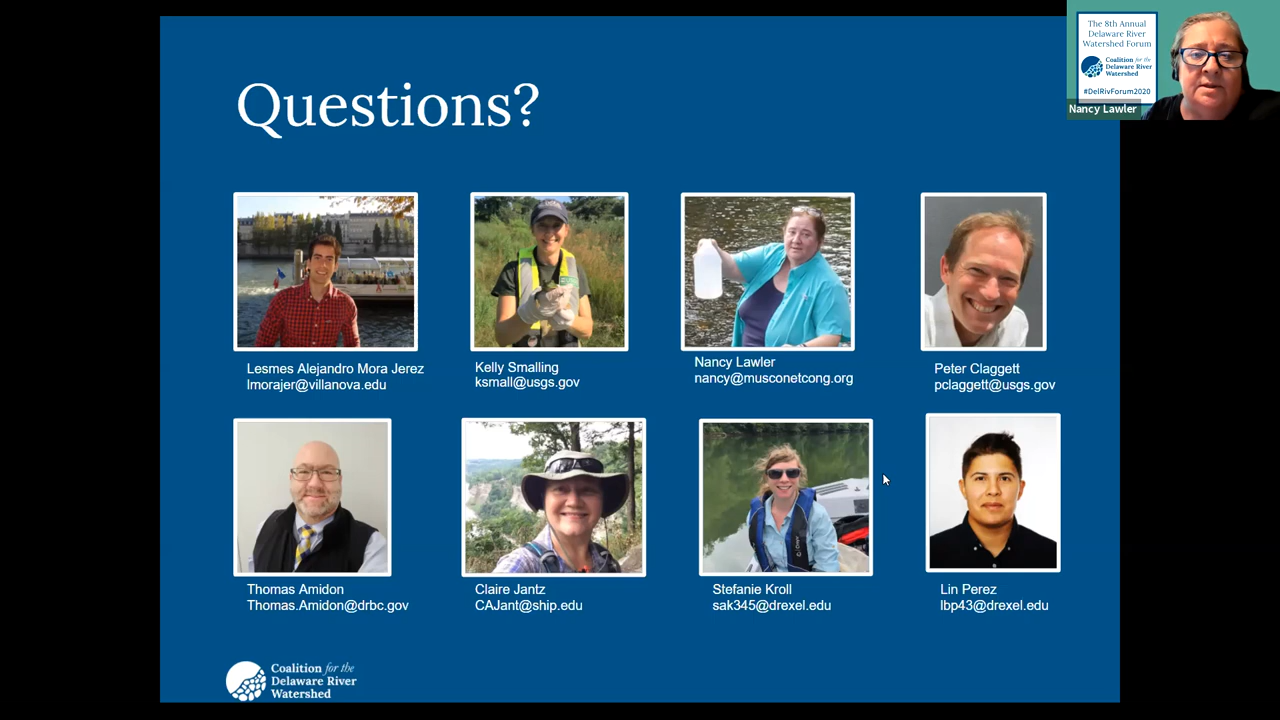 The 8th Annual
Delaware River
Watershed Forum
Coalition for the
Delaware River
Watershed
#DelRivForum2020
Nancy Lawler
Questions?
Lesmes Alejandro Mora Jerez
lmorajer@villanova.edu
Kelly Smalling
ksmall@usgs.gov
Nancy Lawler
nancy@musconetcong.org
Peter Claggett
pclaggett@usgs.gov
Thomas Amidon
Thomas.Amidon@drbc.gov
Claire Jantz
CAJant@ship.edu
Stefanie Kroll
sak345@drexel.edu
Lin Perez
lbp43@drexel.edu
Coalition for the
Delaware River
Watershed